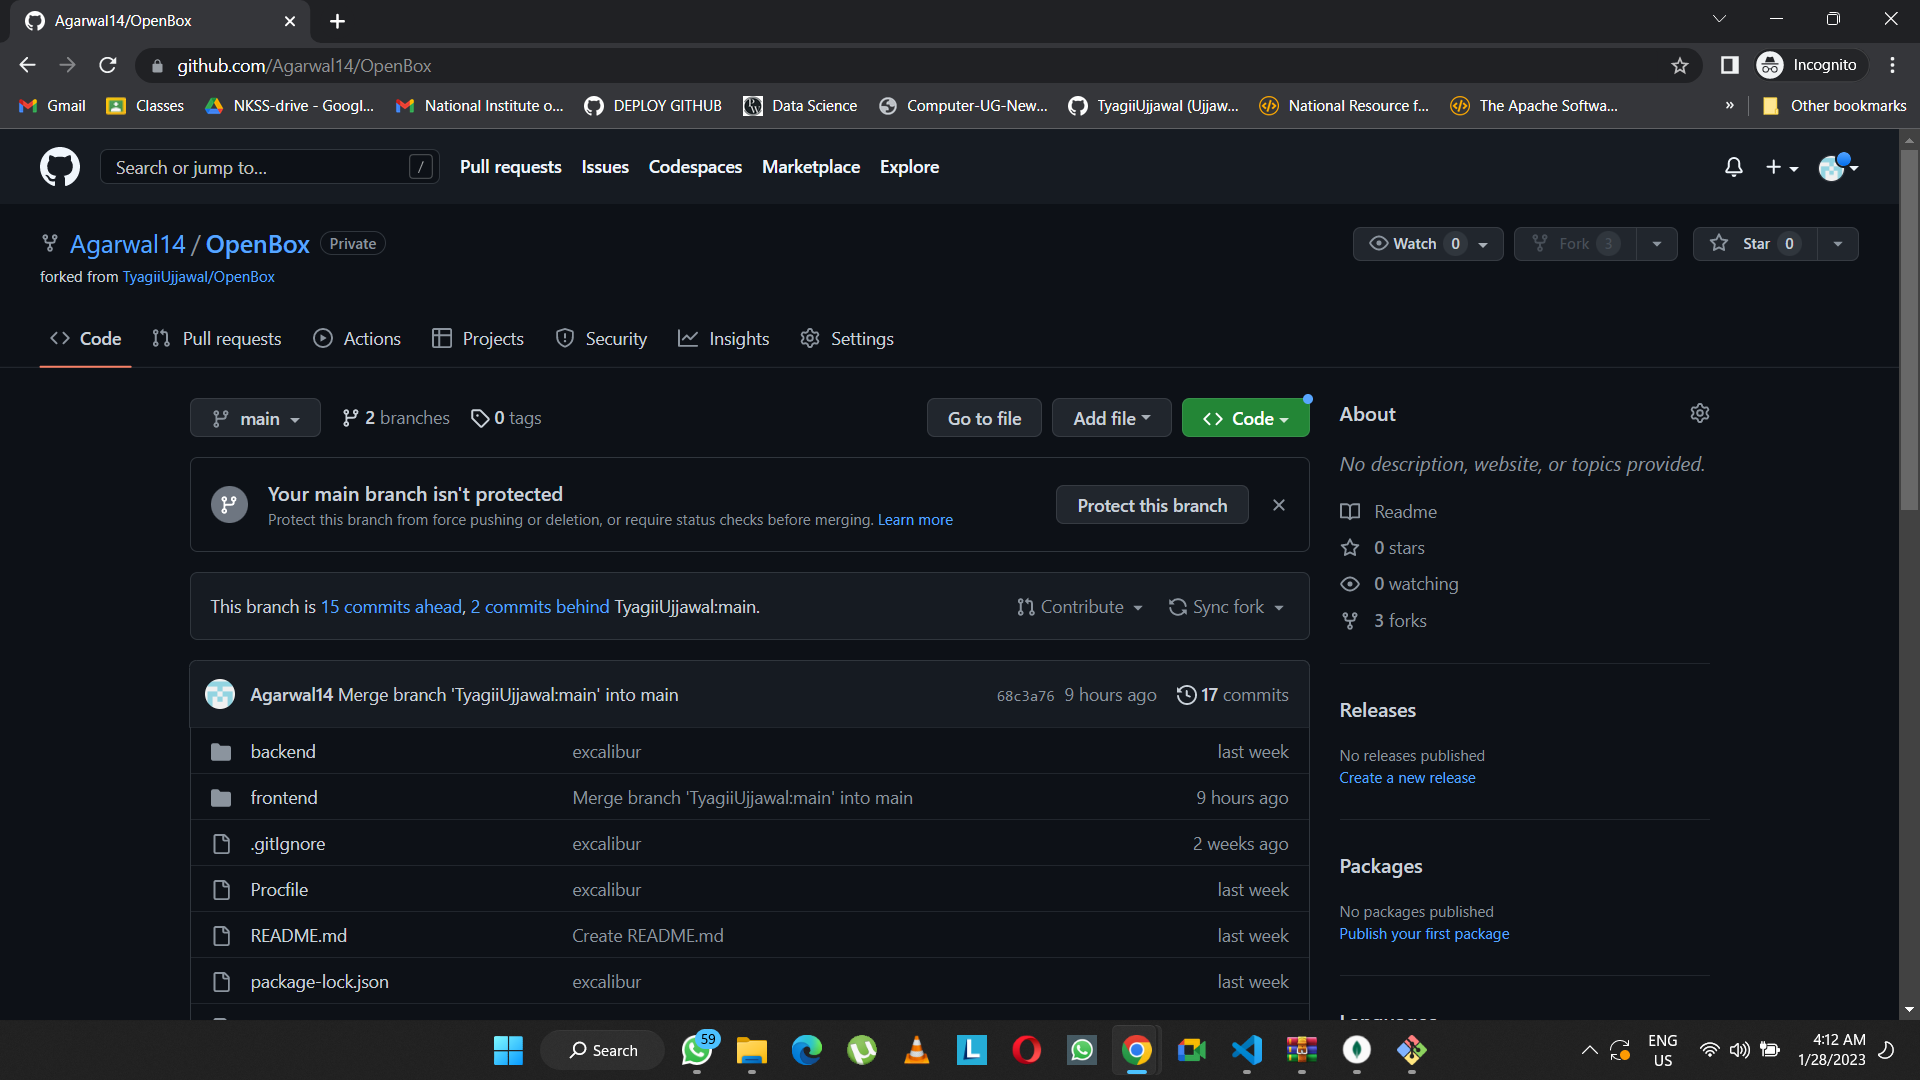 Agarwal14/OpenBox
github.com/Agarwal14/OpenBox
Incognito
Gmail Classes NKSS-drive - Googl... National Institute o... DEPLOY GITHUB Data Science Computer-UG-New... TyagiiUjjawal (Ujjaw... National Resource f... The Apache Softwa... » Other bookmarks
Search or jump to... / Pull requests Issues Codespaces Marketplace Explore
Agarwal14 / OpenBox Private
Watch 0 Fork 3 Star 0
forked from TyagiiUjjawal/OpenBox
Code Pull requests Actions Projects Security Insights Settings
main 2 branches 0 tags Go to file Add file Code
About
No description, website, or topics provided.
Readme
0 stars
0 watching
3 forks
Your main branch isn't protected
Protect this branch from force pushing or deletion, or require status checks before merging. Learn more
Protect this branch
This branch is 15 commits ahead, 2 commits behind TyagiiUjjawal:main.
Contribute Sync fork
Agarwal14 Merge branch 'TyagiiUjjawal:main' into main 68c3a76 9 hours ago 17 commits
backend excalibur last week
frontend Merge branch 'TyagiiUjjawal:main' into main 9 hours ago
.gitIgnore excalibur 2 weeks ago
Procfile excalibur last week
README.md Create README.md last week
package-lock.json excalibur last week
Releases
No releases published
Create a new release
Packages
No packages published
Publish your first package
Languages
Search
59
L
ENG
US
4:12 AM
1/28/2023